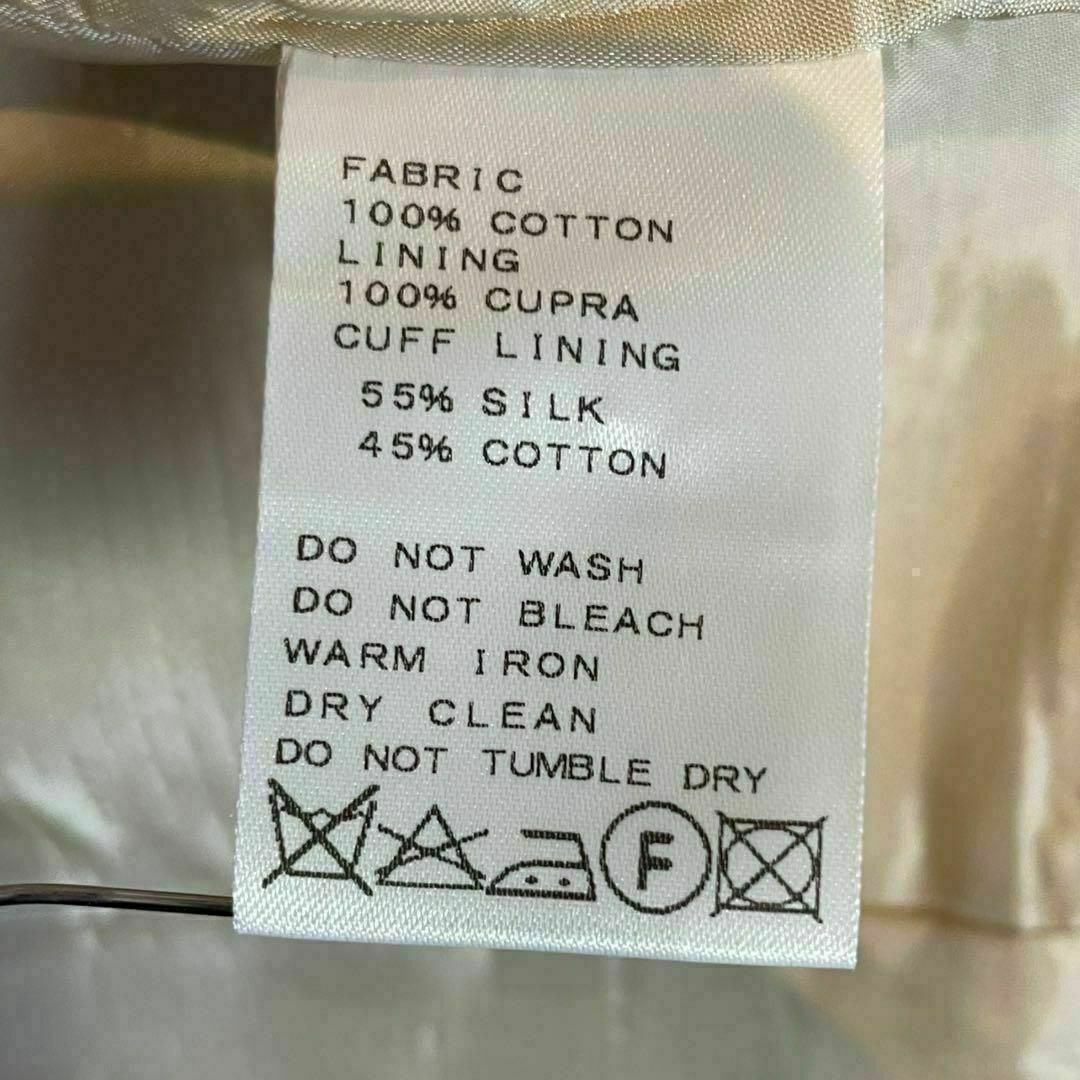 FABRIC
100% COTTON
LINING
100% CUPRA
CUFF LINING
55% SILK
45% COTTON
DO NOT WASH
DO NOT BLEACH
WARM IRON
DRY CLEAN
DO NOT TUMBLE DRY
F